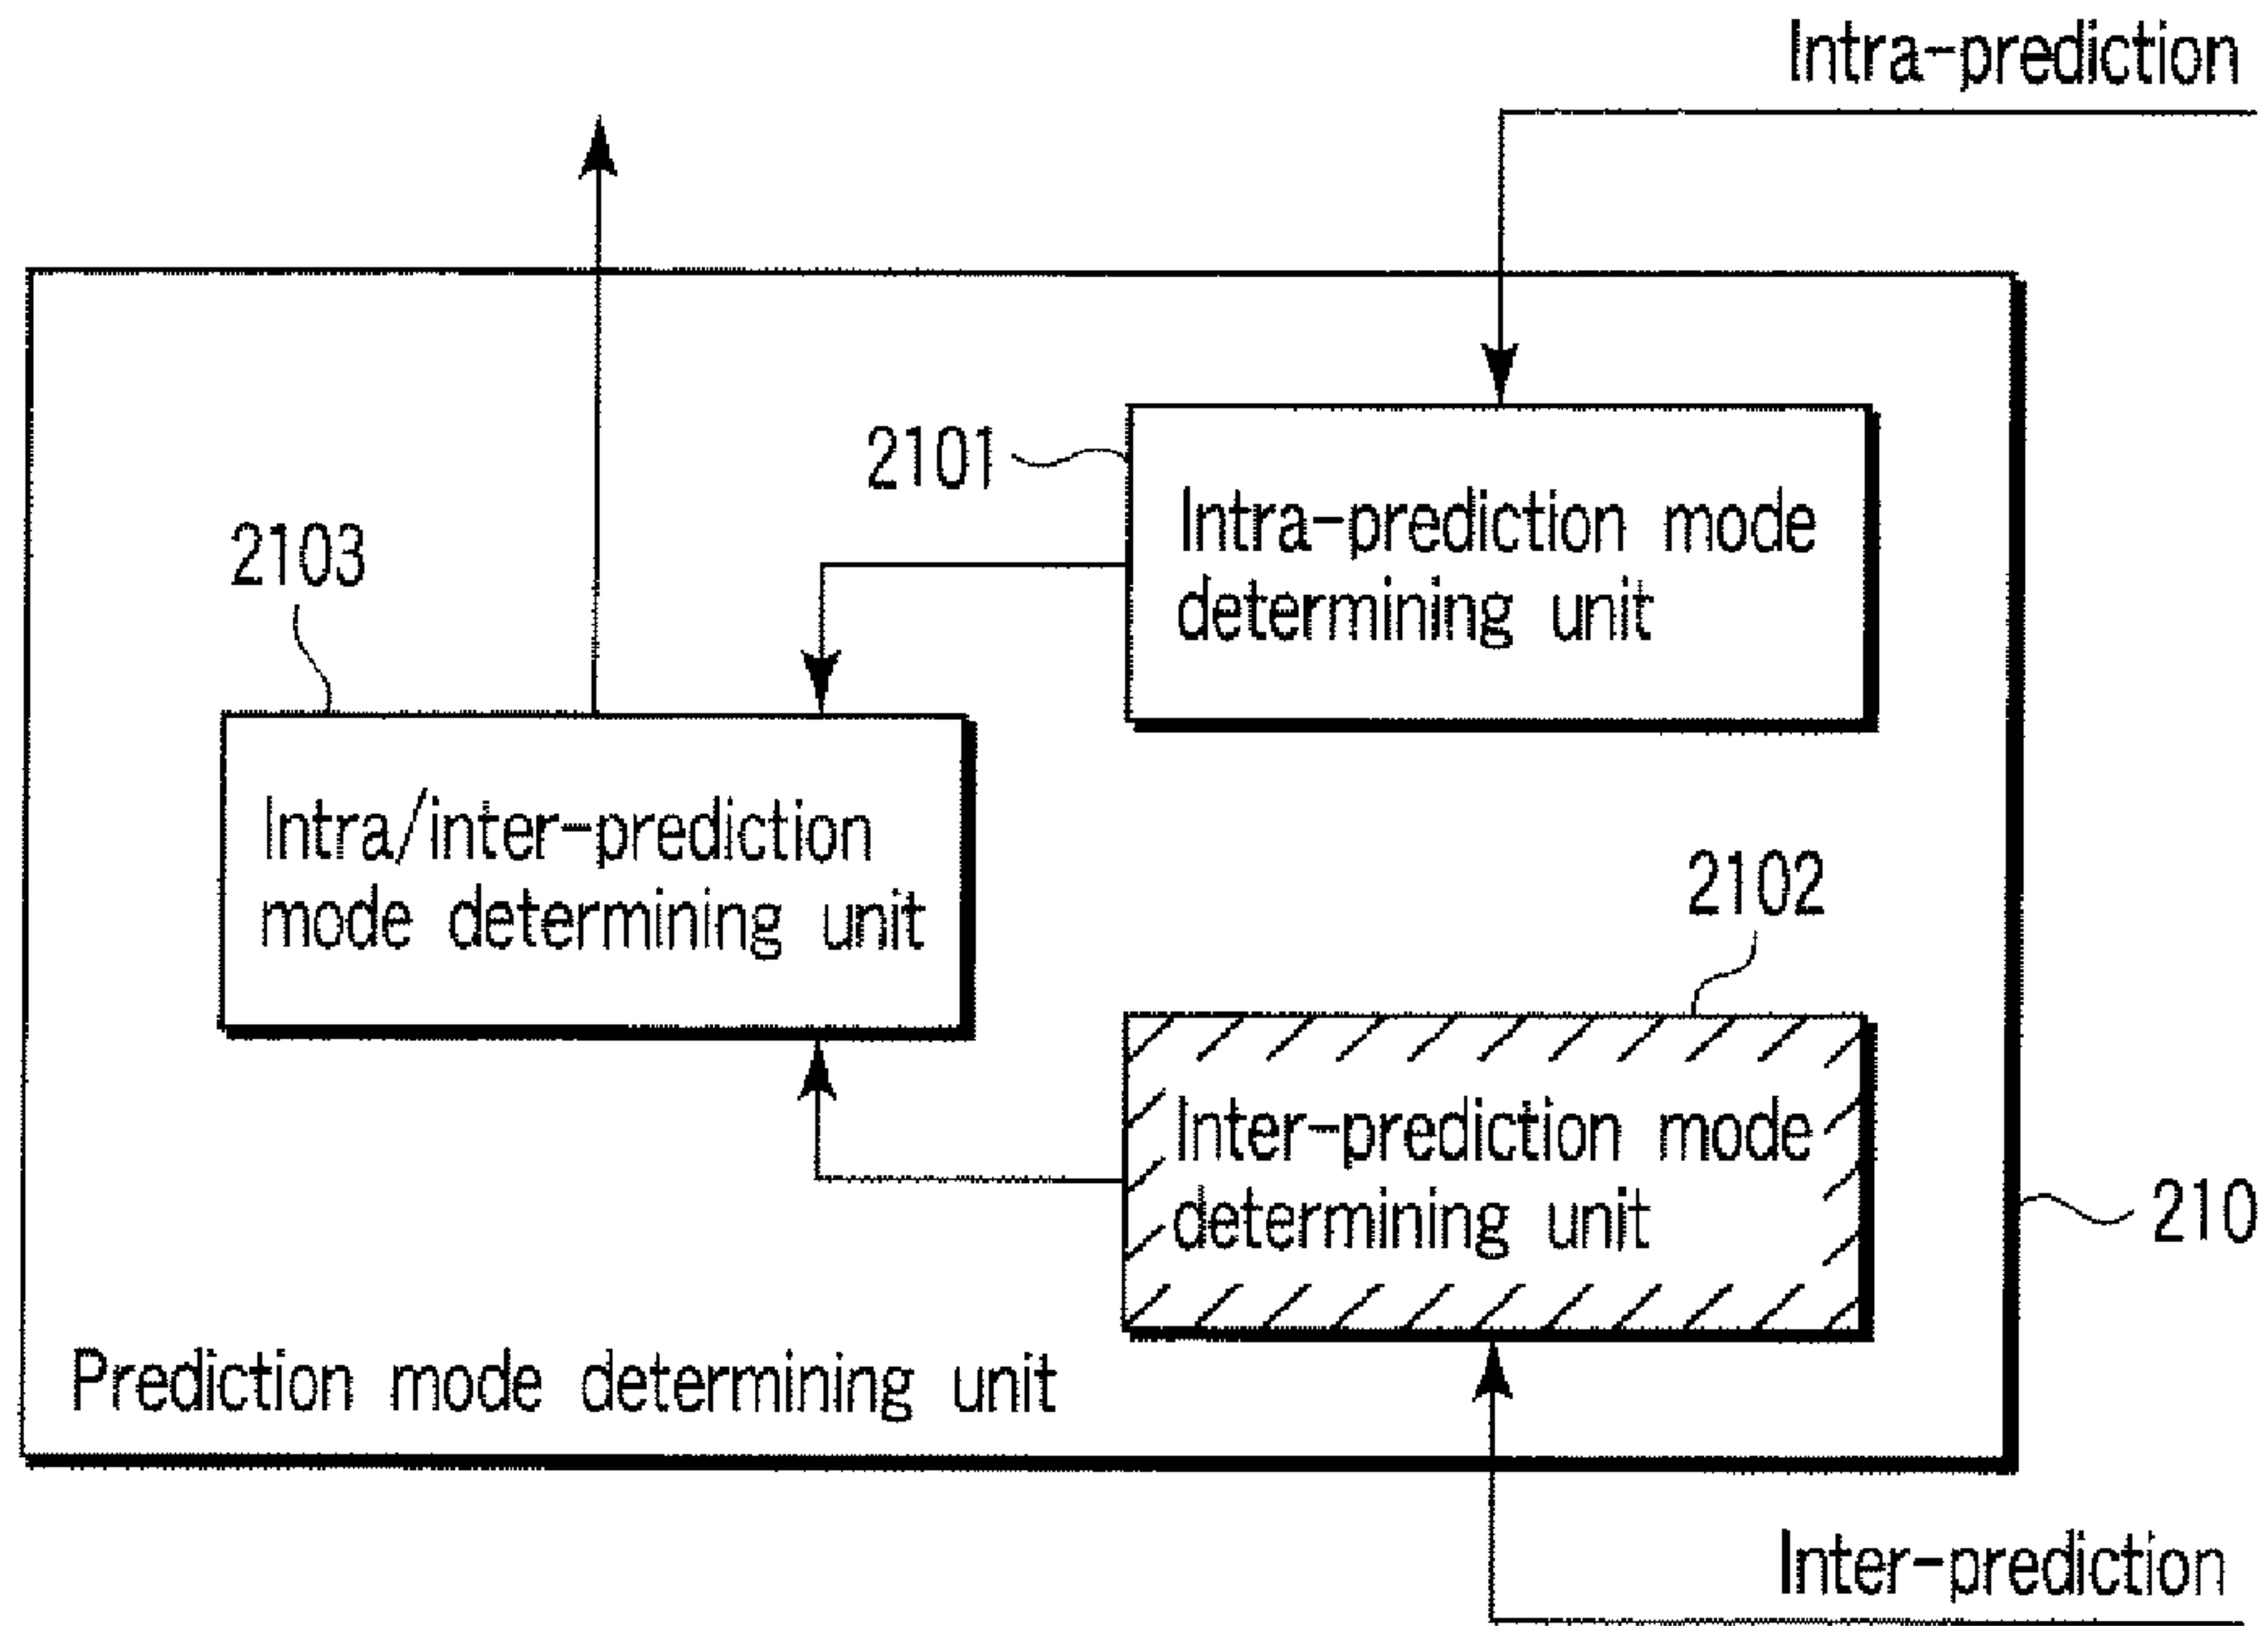 Intra-prediction
2101
Intra-prediction mode
determining unit
2103
Intra/inter-prediction
mode determining unit
2102
Inter-prediction mode
determining unit
210
Prediction mode determining unit
Inter-prediction